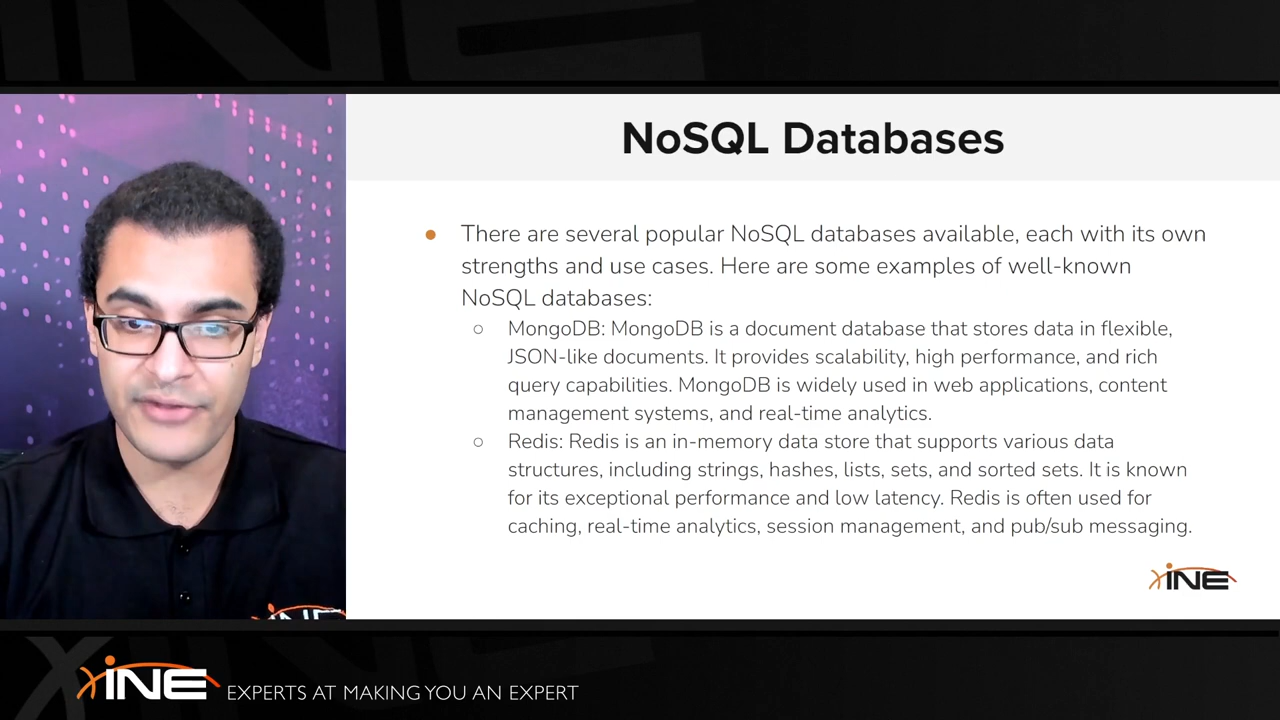 NoSQL Databases
● There are several popular NoSQL databases available, each with its own
strengths and use cases. Here are some examples of well-known
NoSQL databases:
○ MongoDB: MongoDB is a document database that stores data in flexible,
JSON-like documents. It provides scalability, high performance, and rich
query capabilities. MongoDB is widely used in web applications, content
management systems, and real-time analytics.
○ Redis: Redis is an in-memory data store that supports various data
structures, including strings, hashes, lists, sets, and sorted sets. It is known
for its exceptional performance and low latency. Redis is often used for
caching, real-time analytics, session management, and pub/sub messaging.
iNE
iNE
iNE EXPERTS AT MAKING YOU AN EXPERT